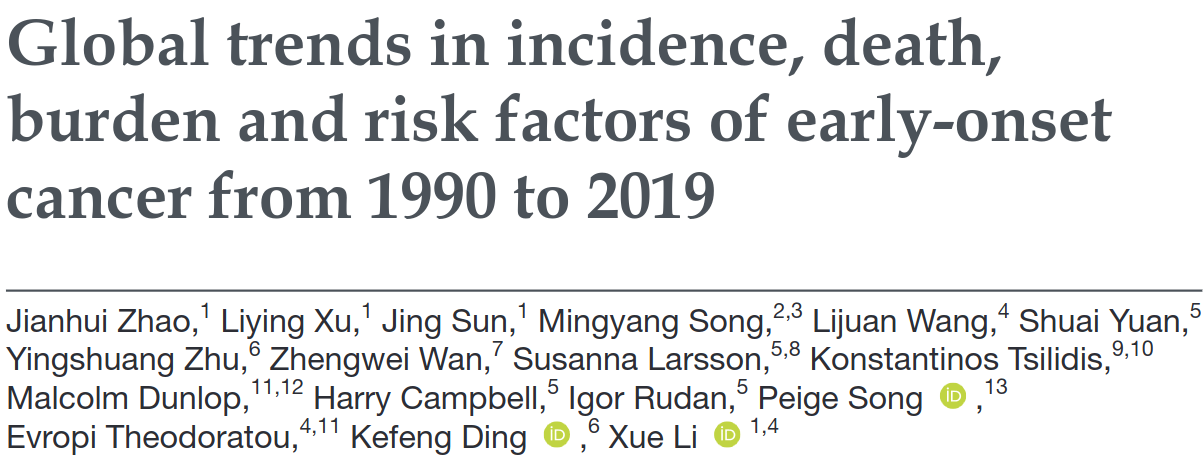 Global trends in incidence, death,
burden and risk factors of early-onset
cancer from 1990 to 2019
Jianhui Zhao,1 Liying Xu,1 Jing Sun,1 Mingyang Song,2,3 Lijuan Wang,4 Shuai Yuan,5
Yingshuang Zhu,6 Zhengwei Wan,7 Susanna Larsson,5,8 Konstantinos Tsilidis,9,10
Malcolm Dunlop,11,12 Harry Campbell,5 Igor Rudan,5 Peige Song iD ,13
Evropi Theodoratou,4,11 Kefeng Ding iD ,6 Xue Li iD 1,4